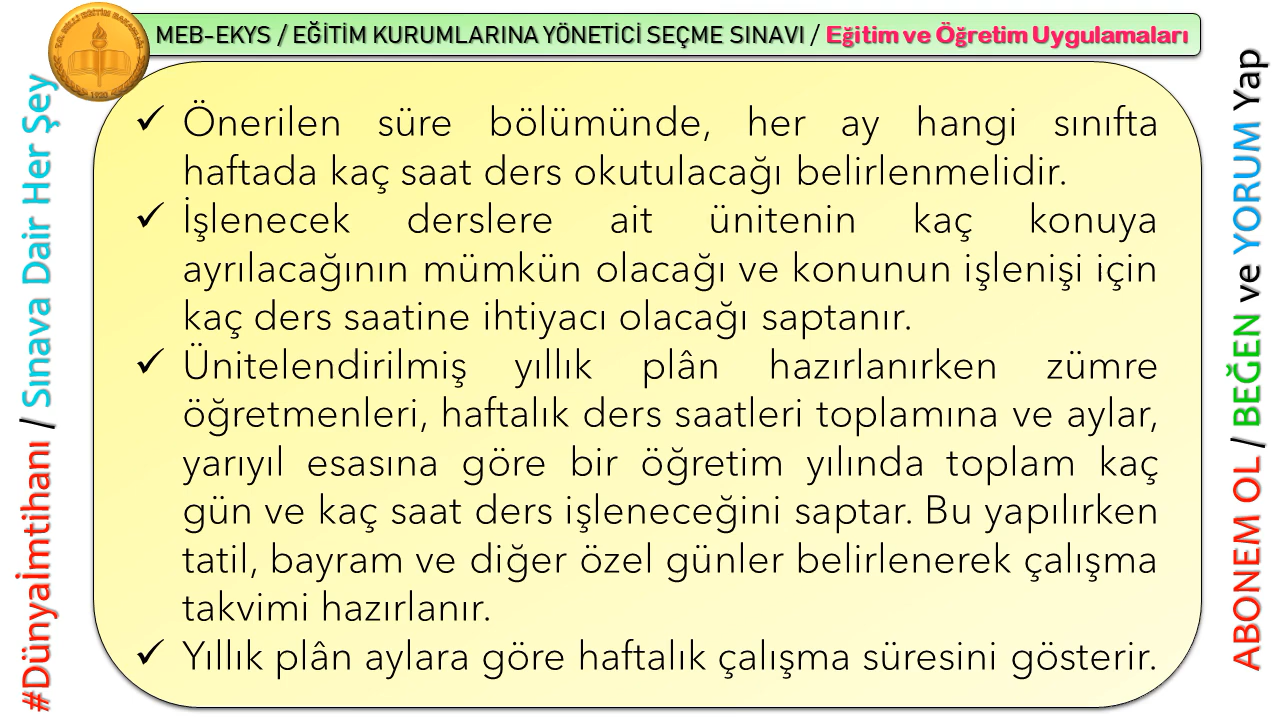 MEB-EKYS / EĞİTİM KURUMLARINA YÖNETİCİ SEÇME SINAVI / Eğitim ve Öğretim Uygulamaları
#Dünyaİmtihanı / Sınava Dair Her Şey
✓ Önerilen süre bölümünde, her ay hangi sınıfta
haftada kaç saat ders okutulacağı belirlenmelidir.
✓ İşlenecek derslere ait ünitenin kaç konuya
ayrılacağının mümkün olacağı ve konunun işlenişi için
kaç ders saatine ihtiyacı olacağı saptanır.
✓ Ünitelendirilmiş yıllık plân hazırlanırken zümre
öğretmenleri, haftalık ders saatleri toplamına ve aylar,
yarıyıl esasına göre bir öğretim yılında toplam kaç
gün ve kaç saat ders işleneceğini saptar. Bu yapılırken
tatil, bayram ve diğer özel günler belirlenerek çalışma
takvimi hazırlanır.
✓ Yıllık plân aylara göre haftalık çalışma süresini gösterir.
ABONEM OL / BEĞEN ve YORUM Yap